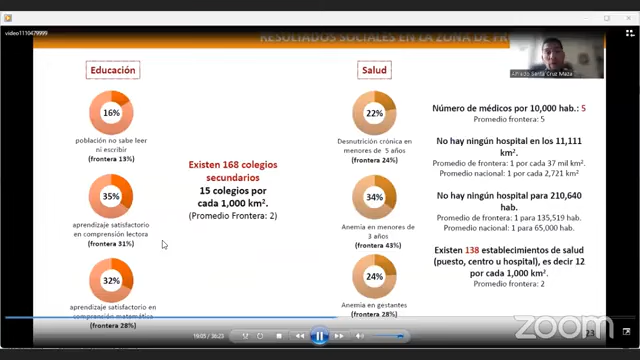 video1110479999
RESULTADOS SOCIALES EN LA ZONA DE
Alfredo Santa Cruz Maza
Educación
16%
población no sabe leer
ni escribir
(frontera 13%)
35%
aprendizaje satisfactorio
en comprensión lectora
(frontera 31%)
32%
aprendizaje satisfactorio en
comprensión matemática
(frontera 28%)
Existen 168 colegios
secundarios
15 colegios por
cada 1,000 km².
(Promedio Frontera: 2)
Salud
22%
Desnutrición crónica en
menores de 5 años
(frontera 24%)
34%
Anemia en menores de
3 años
(frontera 43%)
24%
Anemia en gestantes
(frontera 28%)
Número de médicos por 10,000 hab.: 5
Promedio frontera: 5
No hay ningún hospital en los 11,111
km².
Promedio de frontera: 1 por cada 37 mil km².
Promedio nacional: 1 por cada 2,721 km²
No hay ningún hospital para 210,640
hab.
Promedio de frontera: 1 para 135,519 hab.
Promedio nacional: 1 para 65,000 hab.
Existen 138 establecimientos de salud
(puesto, centro u hospital), es decir 12
por cada 1,000 km².
Promedio frontera: 2
19:05 / 36:23
23
zoom